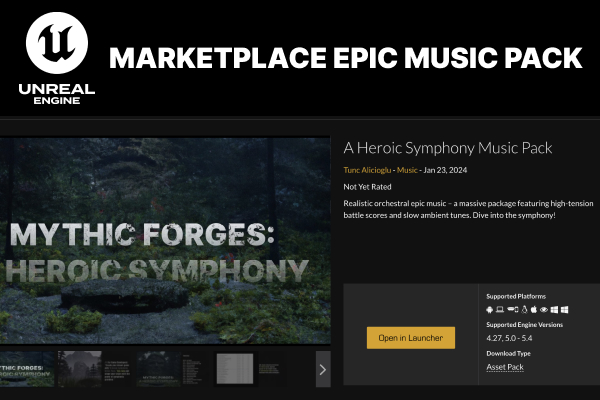 UNREAL
ENGINE
MARKETPLACE EPIC MUSIC PACK
MYTHIC FORGES:
HEROIC SYMPHONY
A Heroic Symphony Music Pack
Tunc Alicioglu - Music - Jan 23, 2024
Not Yet Rated
Realistic orchestral epic music – a massive package featuring high-tension
battle scores and slow ambient tunes. Dive into the symphony!
Open in Launcher
Supported Platforms
Supported Engine Versions
4.27, 5.0 - 5.4
Download Type
Asset Pack
MYTHIC FORGES: